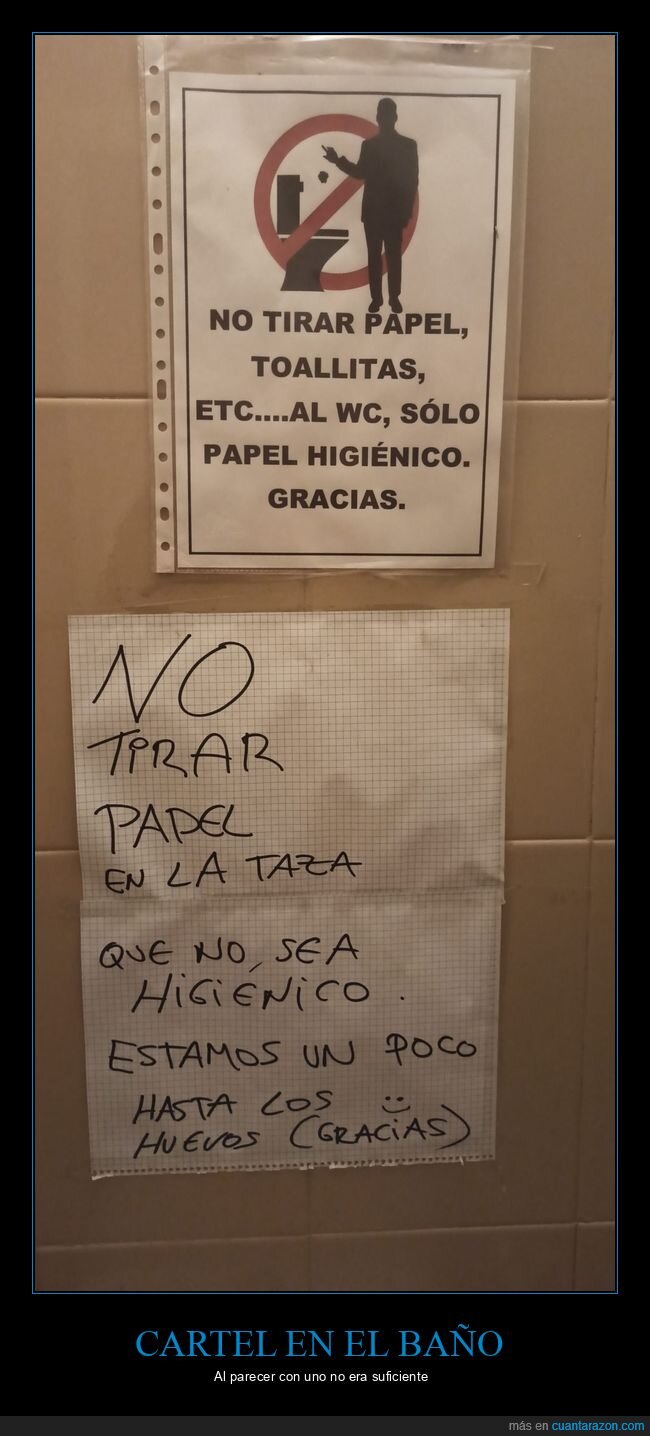 NO TIRAR PAPEL,
TOALLITAS,
ETC....AL WC, SÓLO
PAPEL HIGIÉNICO.
GRACIAS.
NO
TIRAR
PAPEL
EN LA TAZA
QUE NO, SEA
HIGIÉNICO.
ESTAMOS UN POCO
HASTA LOS
HUEVOS (GRACIAS)
CARTEL EN EL BAÑO
Al parecer con uno no era suficiente
más en cuantarazon.com